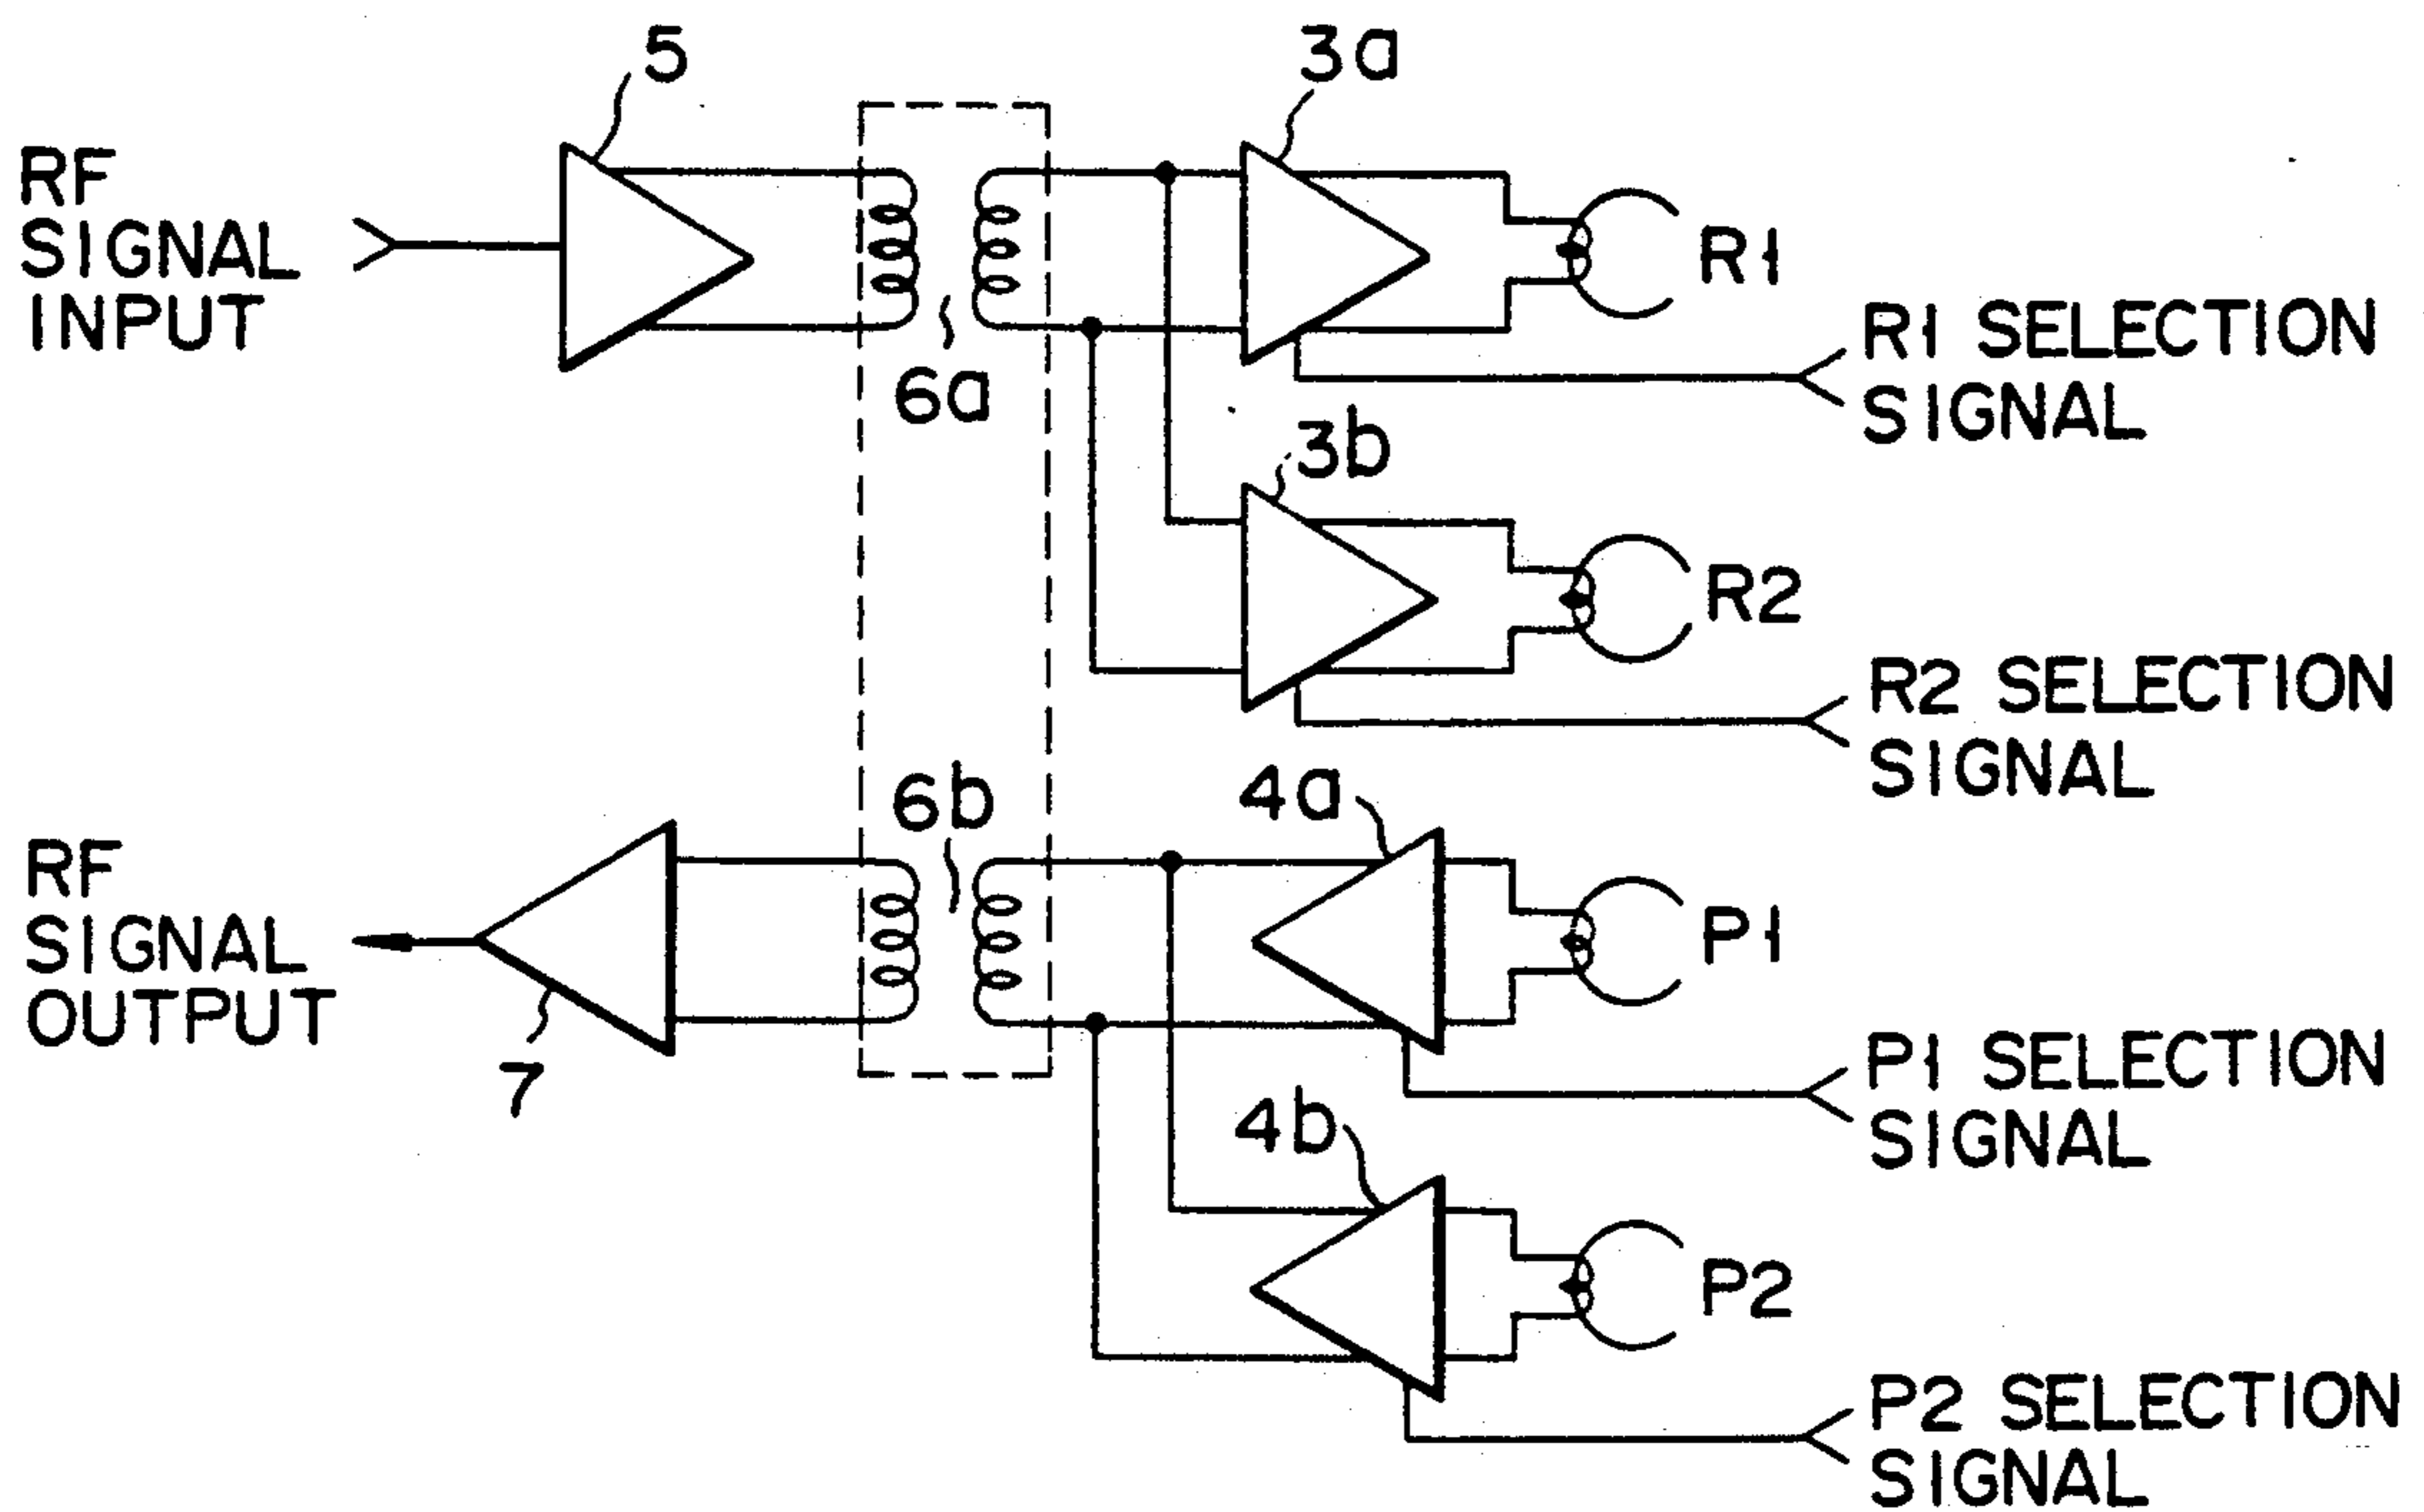 5
3a
RF
SIGNAL
INPUT
R1
6a
R1 SELECTION
SIGNAL
3b
R2
R2 SELECTION
SIGNAL
6b
4a
RF
SIGNAL
OUTPUT
P1
7
P1 SELECTION
SIGNAL
4b
P2
P2 SELECTION
SIGNAL